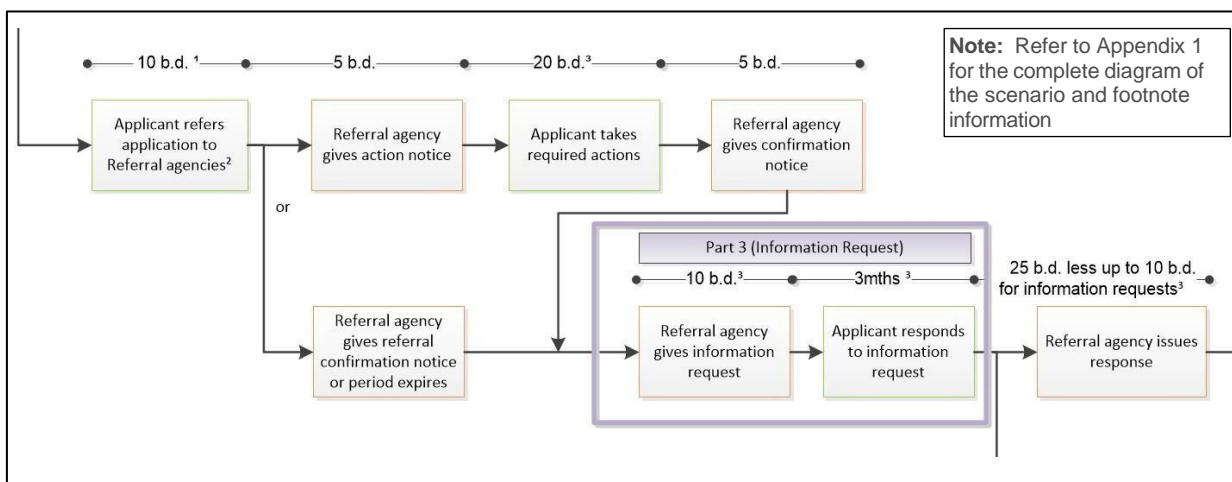 Note: Refer to Appendix 1
for the complete diagram of
the scenario and footnote
information
10 b.d. ¹
5 b.d.
20 b.d.³
5 b.d.
Applicant refers
application to
Referral agencies²
Referral agency
gives action notice
Applicant takes
required actions
Referral agency
gives confirmation
notice
or
Part 3 (Information Request)
10 b.d.³
3mths ³
25 b.d. less up to 10 b.d.
for information requests³
Referral agency
gives referral
confirmation notice
or period expires
Referral agency
gives information
request
Applicant responds
to information
request
Referral agency issues
response